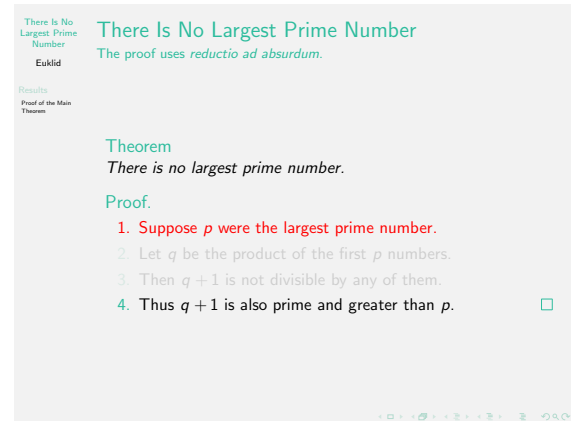 There Is No
Largest Prime
Number
Euklid
Results
Proof of the Main
Theorem
There Is No Largest Prime Number
The proof uses reductio ad absurdum.
Theorem
There is no largest prime number.
Proof.
1. Suppose p were the largest prime number.
2. Let q be the product of the first p numbers.
3. Then q + 1 is not divisible by any of them.
4. Thus q + 1 is also prime and greater than p.